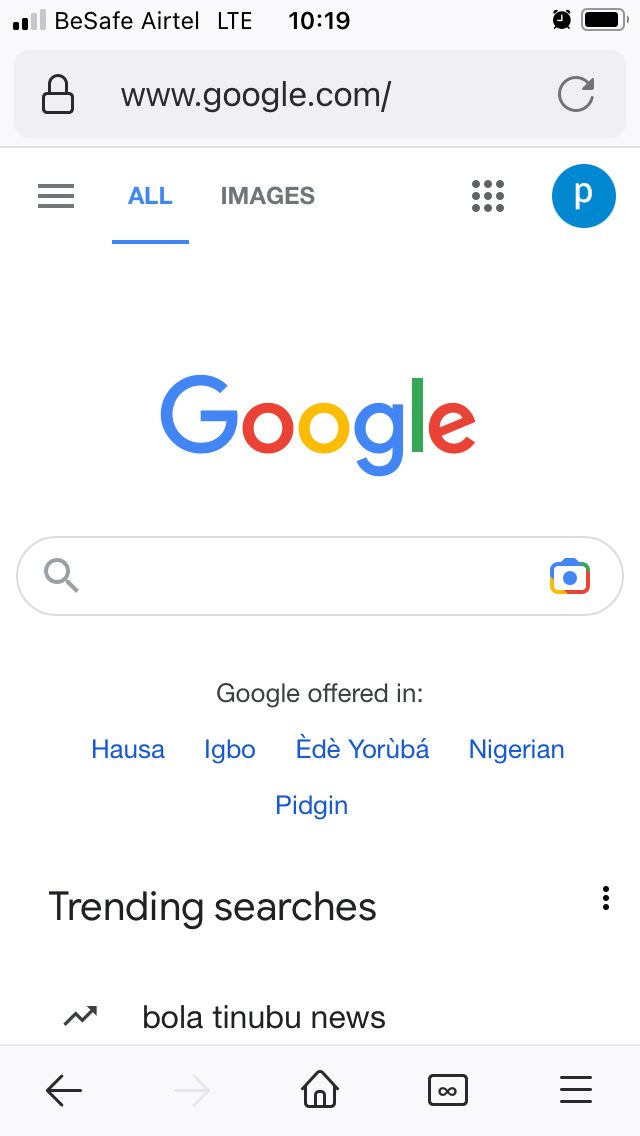 BeSafe Airtel LTE 10:19
www.google.com/
ALL IMAGES p
Google
Google offered in:
Hausa Igbo Èdè Yorùbá Nigerian
Pidgin
Trending searches
bola tinubu news
∞